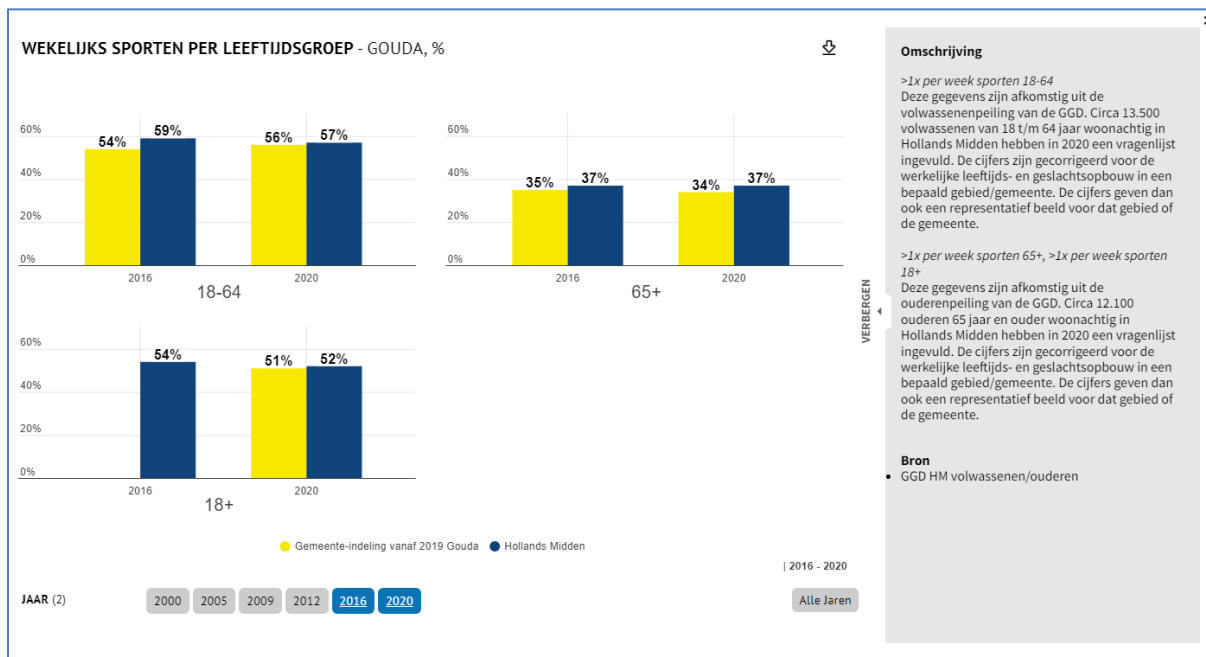 WEKELIJKS SPORTEN PER LEEFTIJDSGROEP - GOUDA, %
60%
40%
20%
0%
54%
59%
56%
57%
2016
2020
18-64
60%
40%
20%
0%
35%
37%
34%
37%
2016
2020
65+
60%
40%
20%
0%
54%
51%
52%
2016
2020
18+
Gemeente-indeling vanaf 2019 Gouda
Hollands Midden
| 2016 - 2020
JAAR (2)
2000
2005
2009
2012
2016
2020
Alle Jaren
VERBERGEN
Omschrijving
>1x per week sporten 18-64
Deze gegevens zijn afkomstig uit de
volwassenenpeiling van de GGD. Circa 13.500
volwassenen van 18 t/m 64 jaar woonachtig in
Hollands Midden hebben in 2020 een vragenlijst
ingevuld. De cijfers zijn gecorrigeerd voor de
werkelijke leeftijds- en geslachtsopbouw in een
bepaald gebied/gemeente. De cijfers geven dan
ook een representatief beeld voor dat gebied of
de gemeente.
>1x per week sporten 65+, >1x per week sporten
18+
Deze gegevens zijn afkomstig uit de
ouderenpeiling van de GGD. Circa 12.100
ouderen 65 jaar en ouder woonachtig in
Hollands Midden hebben in 2020 een vragenlijst
ingevuld. De cijfers zijn gecorrigeerd voor de
werkelijke leeftijds- en geslachtsopbouw in een
bepaald gebied/gemeente. De cijfers geven dan
ook een representatief beeld voor dat gebied of
de gemeente.
Bron
• GGD HM volwassenen/ouderen